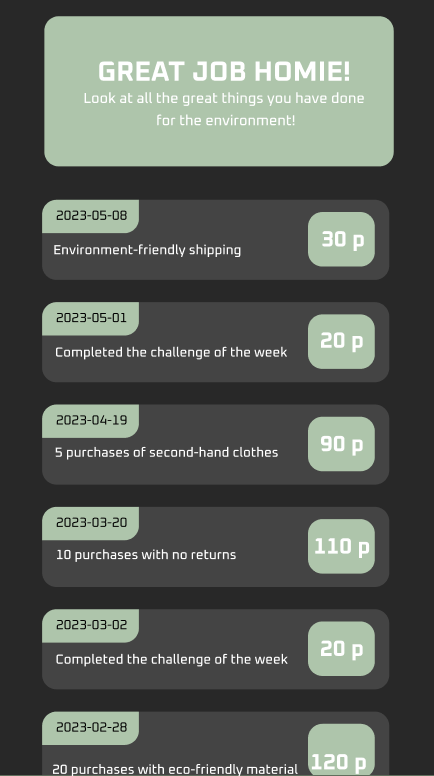 GREAT JOB HOMIE!
Look at all the great things you have done
for the environment!
2023-05-08
Environment-friendly shipping
30 p
2023-05-01
Completed the challenge of the week
20 p
2023-04-19
5 purchases of second-hand clothes
90 p
2023-03-20
10 purchases with no returns
110 p
2023-03-02
Completed the challenge of the week
20 p
2023-02-28
20 purchases with eco-friendly material
120 p